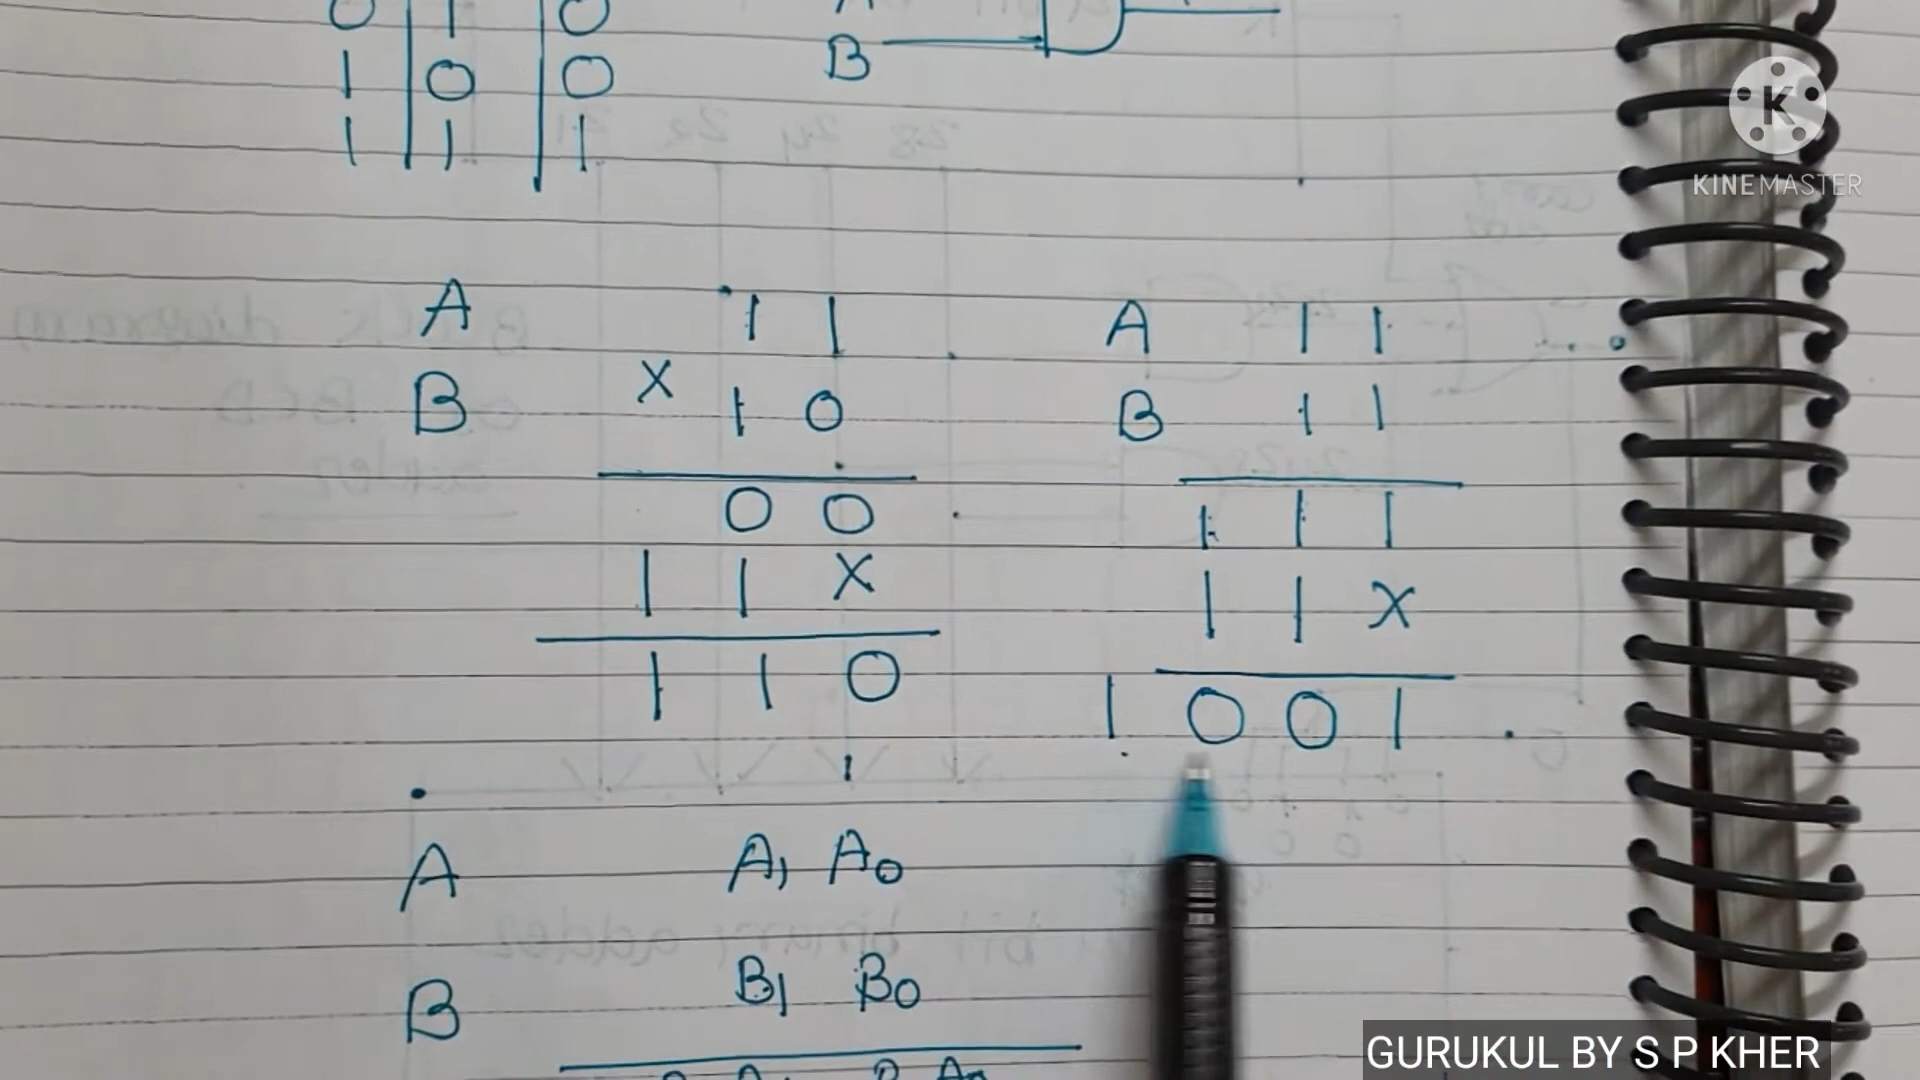 0 1 0
A
1 0 0
B
1 1 1
K
KINEMASTER
A 1 1
B X 1 0
0 0
1 1 X
1 1 0
A 1 1
B 1 1
1 1 1
1 1 X
1 0 0 1
A A1 A0
B B1 B0
GURUKUL BY S P KHER